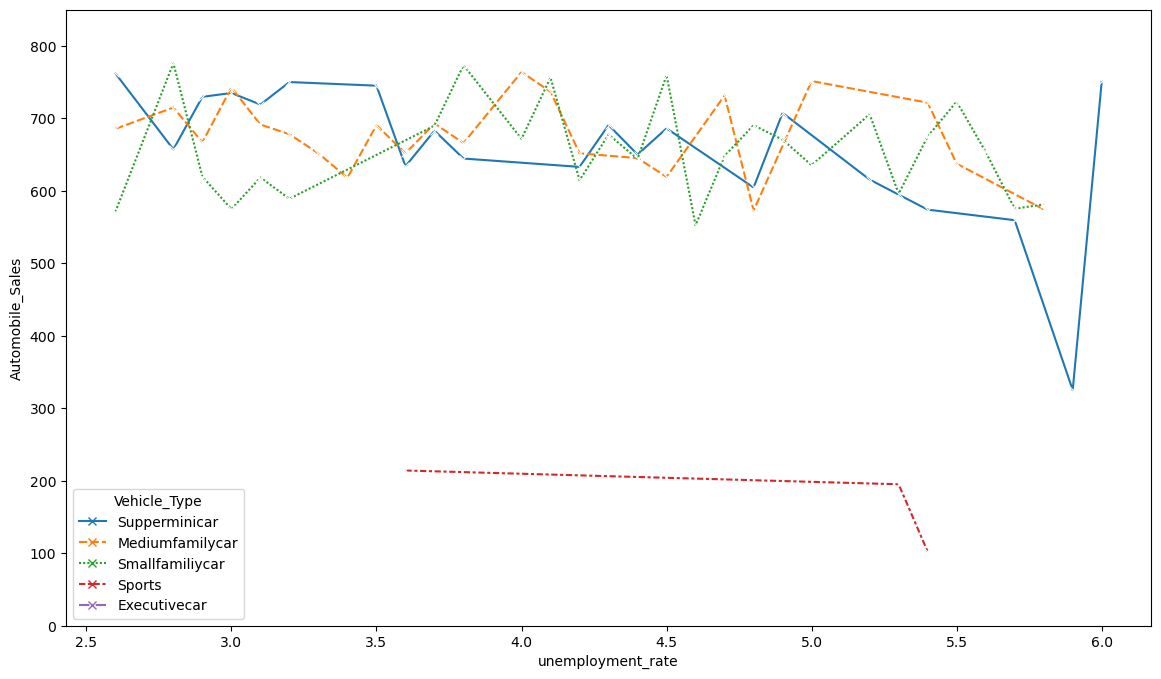 Automobile_Sales
800
700
600
500
400
300
200
100
0
Vehicle_Type
Supperminicar
Mediumfamilycar
Smallfamiliycar
Sports
Executivecar
2.5 3.0 3.5 4.0 4.5 5.0 5.5 6.0
unemployment_rate